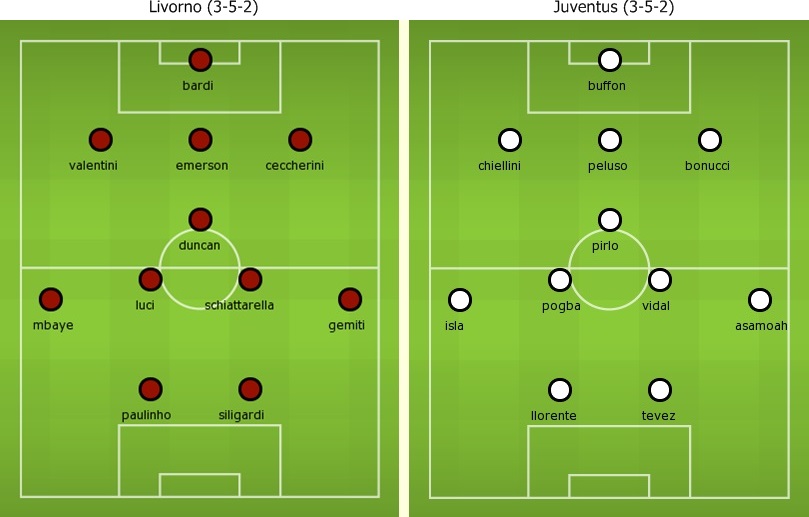 Livorno (3-5-2)
bardi
valentini emerson ceccherini
duncan
luci schiattarella
mbaye gemiti
paulinho siligardi
Juventus (3-5-2)
buffon
chiellini peluso bonucci
pirlo
pogba vidal
isla asamoah
llorente tevez